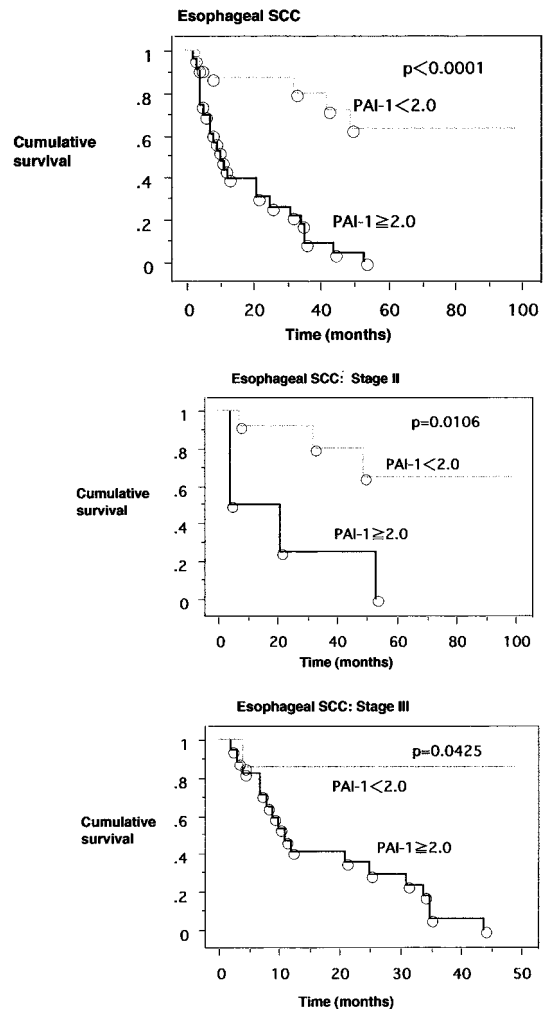 Esophageal SCC
p<0.0001
PAI-1<2.0
PAI-1≧2.0
Cumulative
survival
1
.8
.6
.4
.2
0
0 20 40 60 80 100
Time (months)
Esophageal SCC: Stage II
p=0.0106
PAI-1<2.0
PAI-1≧2.0
Cumulative
survival
1
.8
.6
.4
.2
0
0 20 40 60 80 100
Time (months)
Esophageal SCC: Stage III
p=0.0425
PAI-1<2.0
PAI-1≧2.0
Cumulative
survival
1
.8
.6
.4
.2
0
0 10 20 30 40 50
Time (months)